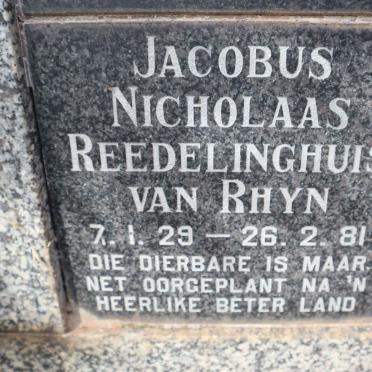 JACOBUS
NICHOLAAS
REEDELINGHUIS
VAN RHYN
7. 1. 29 — 26. 2. 81
DIE DIERBARE IS MAAR
NET OORGEPLANT NA 'N
HEERLIKE BETER LAND